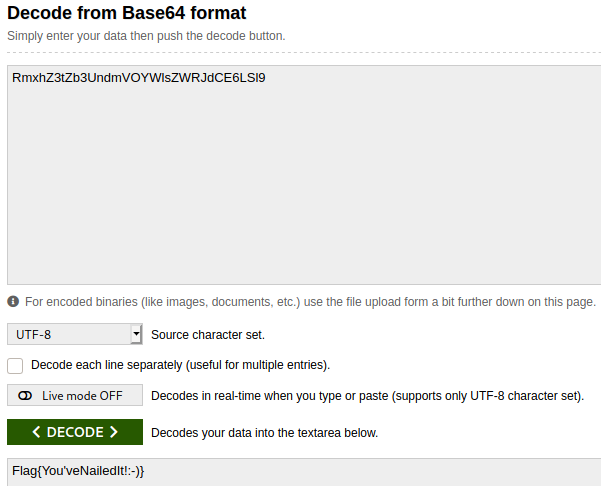 Decode from Base64 format
Simply enter your data then push the decode button.
RmxhZ3tZb3UndmVOYWlsZWRJdCE6LSl9
For encoded binaries (like images, documents, etc.) use the file upload form a bit further down on this page.
UTF-8 Source character set.
Decode each line separately (useful for multiple entries).
Live mode OFF Decodes in real-time when you type or paste (supports only UTF-8 character set).
< DECODE > Decodes your data into the textarea below.
Flag{You'veNailedIt!:-)}